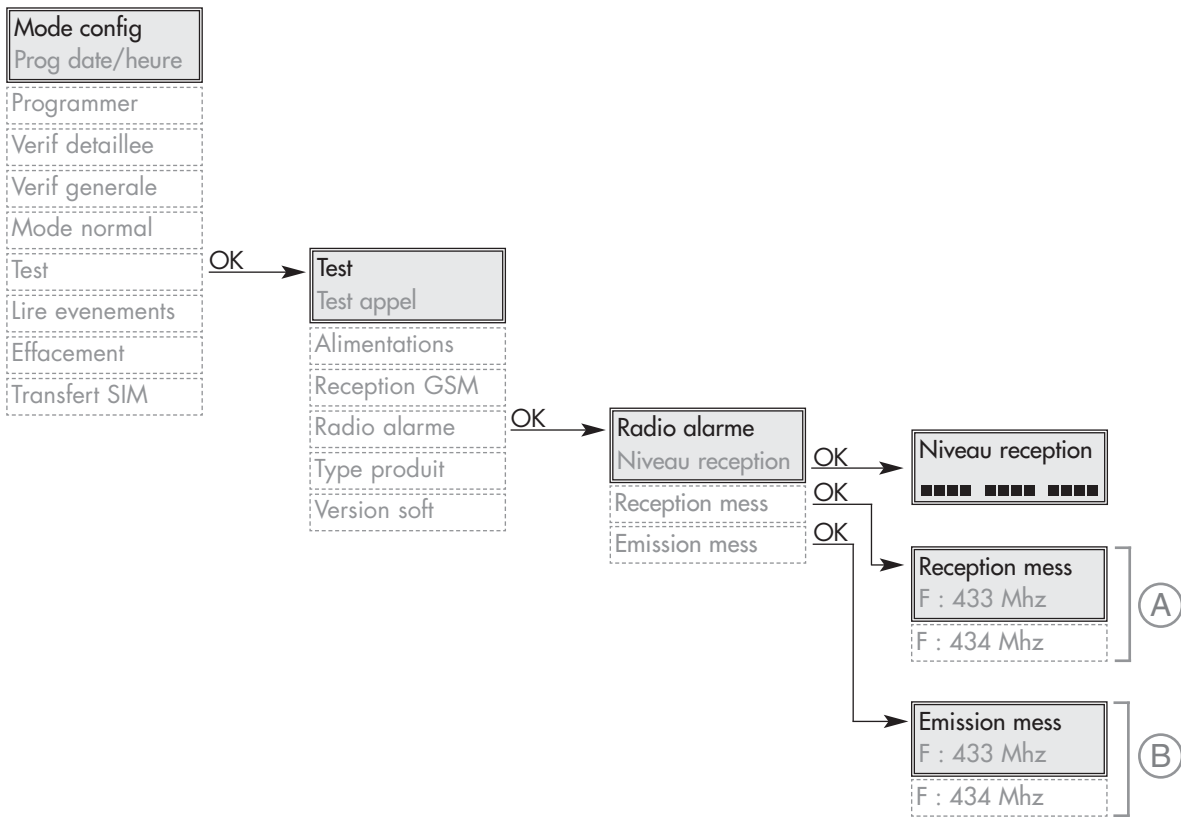 Mode config
Prog date/heure
Programmer
Verif detaillee
Verif generale
Mode normal
Test
Lire evenements
Effacement
Transfert SIM
OK
Test
Test appel
Alimentations
Reception GSM
Radio alarme
Type produit
Version soft
OK
Radio alarme
Niveau reception
Reception mess
Emission mess
OK
OK
OK
Niveau reception
Reception mess
F : 433 Mhz
F : 434 Mhz
A
Emission mess
F : 433 Mhz
F : 434 Mhz
B